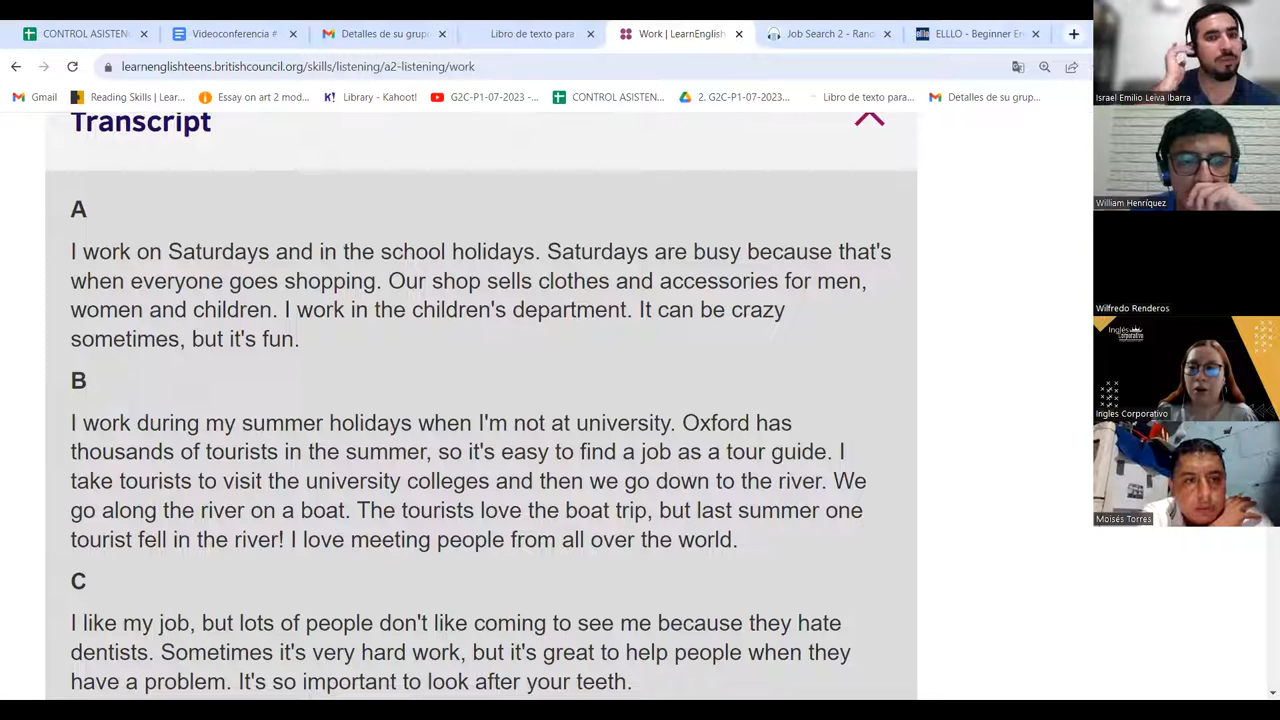 CONTROL ASISTEN
Videoconferencia #
Detalles de su grup
Libro de texto para
Work | LearnEnglish
Job Search 2 - Ran
ELLLO - Beginner En
learnenglishteens.britishcouncil.org/skills/listening/a2-listening/work
Gmail
Reading Skills | Lear...
Essay on art 2 mod...
Library - Kahoot!
G2C-P1-07-2023 -...
CONTROL ASISTEN...
2. G2C-P1-07-2023...
Libro de texto para...
Detalles de su grup...
Transcript
A
I work on Saturdays and in the school holidays. Saturdays are busy because that's
when everyone goes shopping. Our shop sells clothes and accessories for men,
women and children. I work in the children's department. It can be crazy
sometimes, but it's fun.
B
I work during my summer holidays when I'm not at university. Oxford has
thousands of tourists in the summer, so it's easy to find a job as a tour guide. I
take tourists to visit the university colleges and then we go down to the river. We
go along the river on a boat. The tourists love the boat trip, but last summer one
tourist fell in the river! I love meeting people from all over the world.
C
I like my job, but lots of people don't like coming to see me because they hate
dentists. Sometimes it's very hard work, but it's great to help people when they
have a problem. It's so important to look after your teeth.
Israel Emilio Leiva Ibarra
William Henríquez
Wilfredo Renderos
Inglés
Corporativo
Ingles Corporativo
Moisés Torres